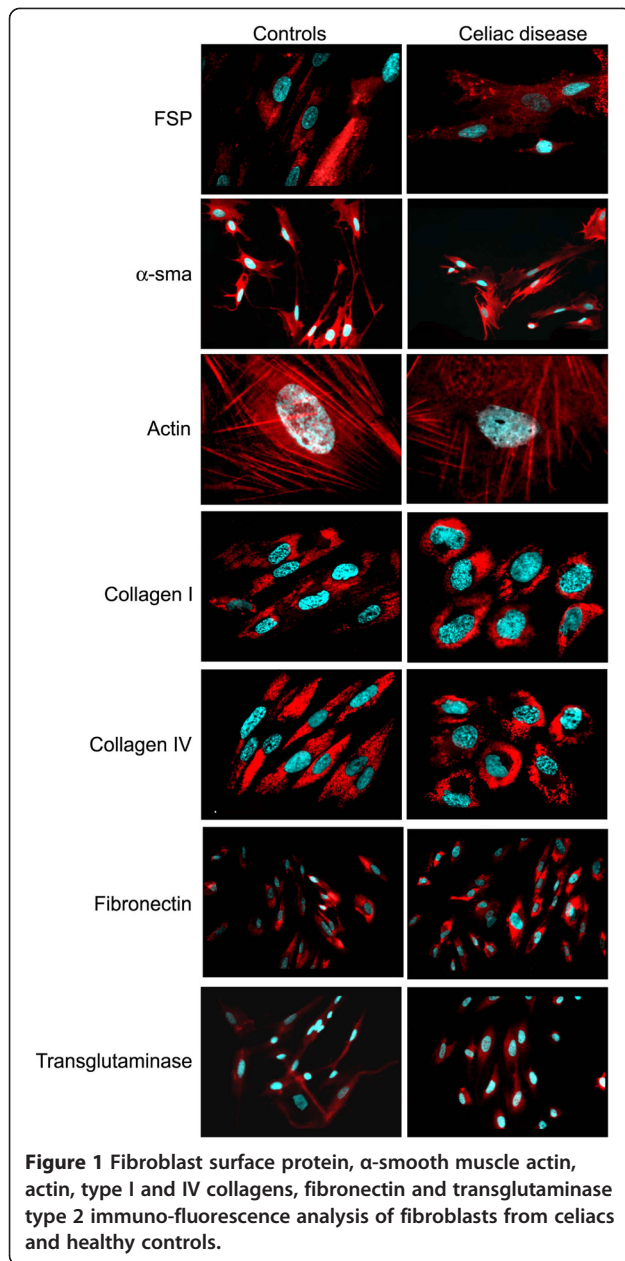 Controls
Celiac disease
FSP
α-sma
Actin
Collagen I
Collagen IV
Fibronectin
Transglutaminase
Figure 1 Fibroblast surface protein, α-smooth muscle actin,
actin, type I and IV collagens, fibronectin and transglutaminase
type 2 immuno-fluorescence analysis of fibroblasts from celiacs
and healthy controls.